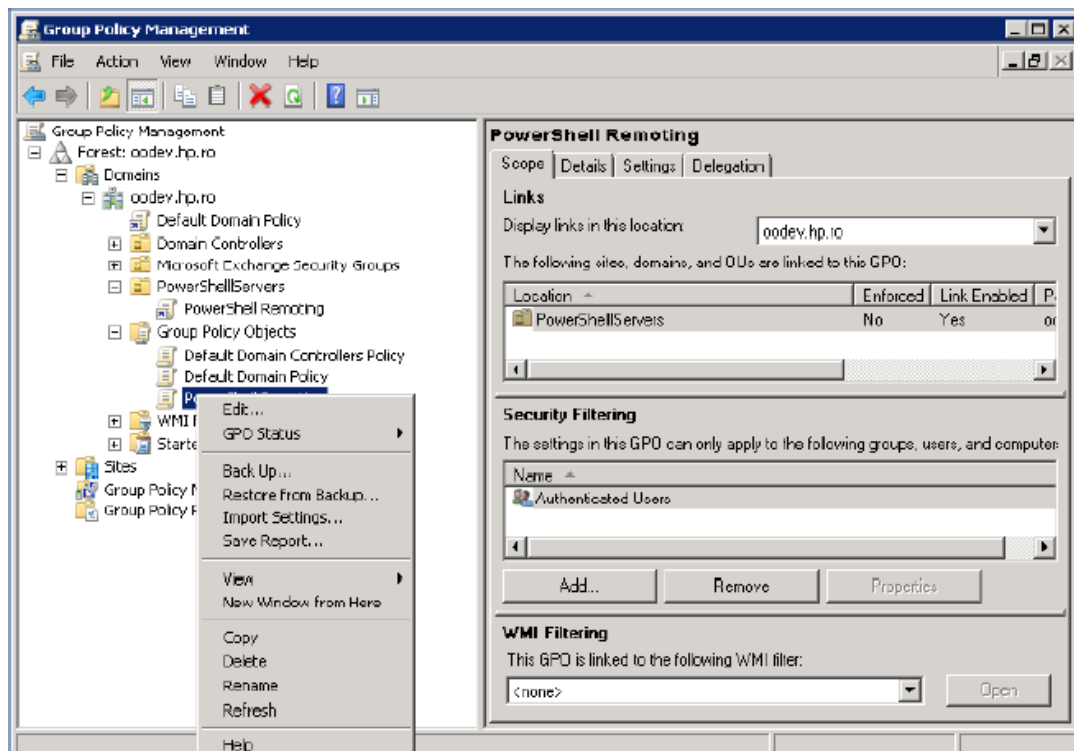 Group Policy Management
File Action View Window Help
Group Policy Management
Forest: oodev.hp.ro
Domains
oodev.hp.ro
Default Domain Policy
Domain Controllers
Microsoft Exchange Security Groups
PowerShellServers
PowerShell Remoting
Group Policy Objects
Default Domain Controllers Policy
Default Domain Policy
WMI
Starte
Sites
Group Policy
Group Policy
Edit...
GPO Status
Back Up...
Restore from Backup...
Import Settings...
Save Report...
View
New Window from Here
Copy
Delete
Rename
Refresh
Help
PowerShell Remoting
Scope Details Settings Delegation
Links
Display links in this location: oodev.hp.ro
The following sites, domains, and OUs are linked to this GPO:
Location Enforced Link Enabled P
PowerShellServers No Yes
Security Filtering
The settings in this GPO can only apply to the following groups, users, and computers
Name
Authenticated Users
Add... Remove Properties
WMI Filtering
This GPO is linked to the following WMI filter:
<none> Open